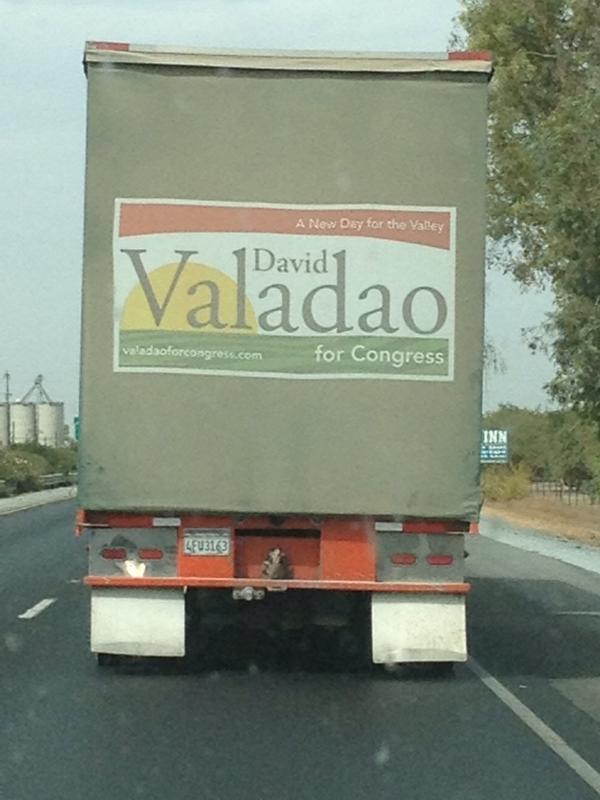 A New Day for the Valley
David
Valadao
valadaoforcongress.com
for Congress
INN
4FU3163